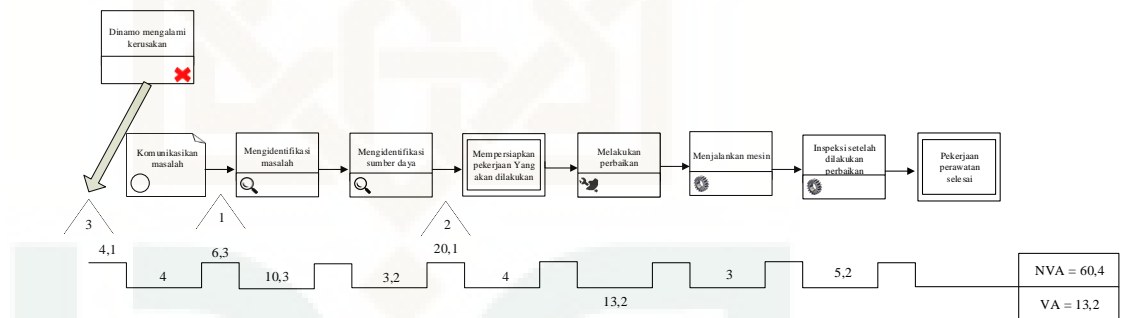 Dinamo mengalami
kerusakan
Komunikasikan
masalah
Mengidentifikasi
masalah
Mengidentifikasi
sumber daya
Mempersiapkan
pekerjaan Yang
akan dilakukan
Melakukan
perbaikan
Menjalankan mesin
Inspeksi setelah
dilakukan
perbaikan
Pekerjaan
perawatan
selesai
3
1
2
4,1
4
6,3
10,3
3,2
20,1
4
13,2
3
5,2
NVA = 60,4
VA = 13,2